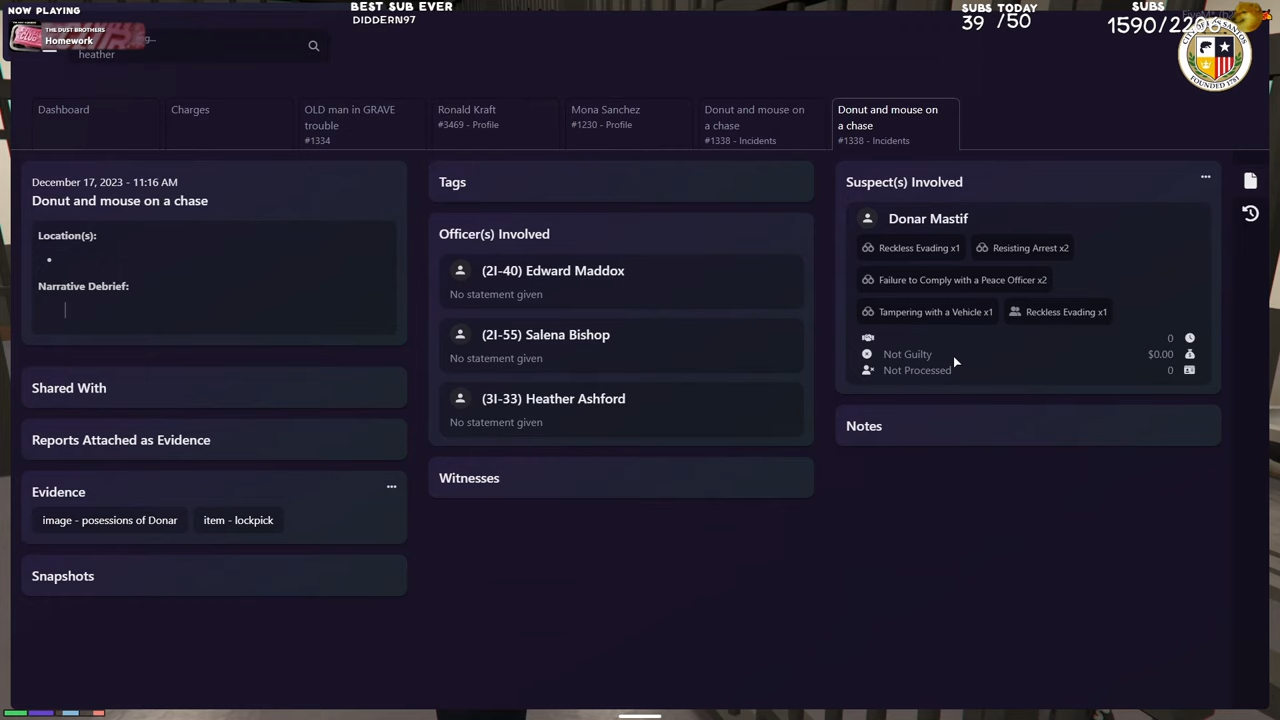 NOW PLAYING
THE DUST BROTHERS
Homework
heather
BEST SUB EVER
DIDDERN97
SUBS TODAY
39 /50
SUBS
1590/2206
FOUNDED 1781
Dashboard
Charges
OLD man in GRAVE
trouble
#1334
Ronald Kraft
#3469 - Profile
Mona Sanchez
#1230 - Profile
Donut and mouse on
a chase
#1338 - Incidents
Donut and mouse on
a chase
#1338 - Incidents
December 17, 2023 - 11:16 AM
Donut and mouse on a chase
Location(s):
•
Narrative Debrief:
Shared With
Reports Attached as Evidence
Evidence
image - posessions of Donar
item - lockpick
Snapshots
Tags
Officer(s) Involved
(2I-40) Edward Maddox
No statement given
(2I-55) Salena Bishop
No statement given
(3I-33) Heather Ashford
No statement given
Witnesses
Suspect(s) Involved
Donar Mastif
Reckless Evading x1
Resisting Arrest x2
Failure to Comply with a Peace Officer x2
Tampering with a Vehicle x1
Reckless Evading x1
0
Not Guilty
$0.00
Not Processed
0
Notes